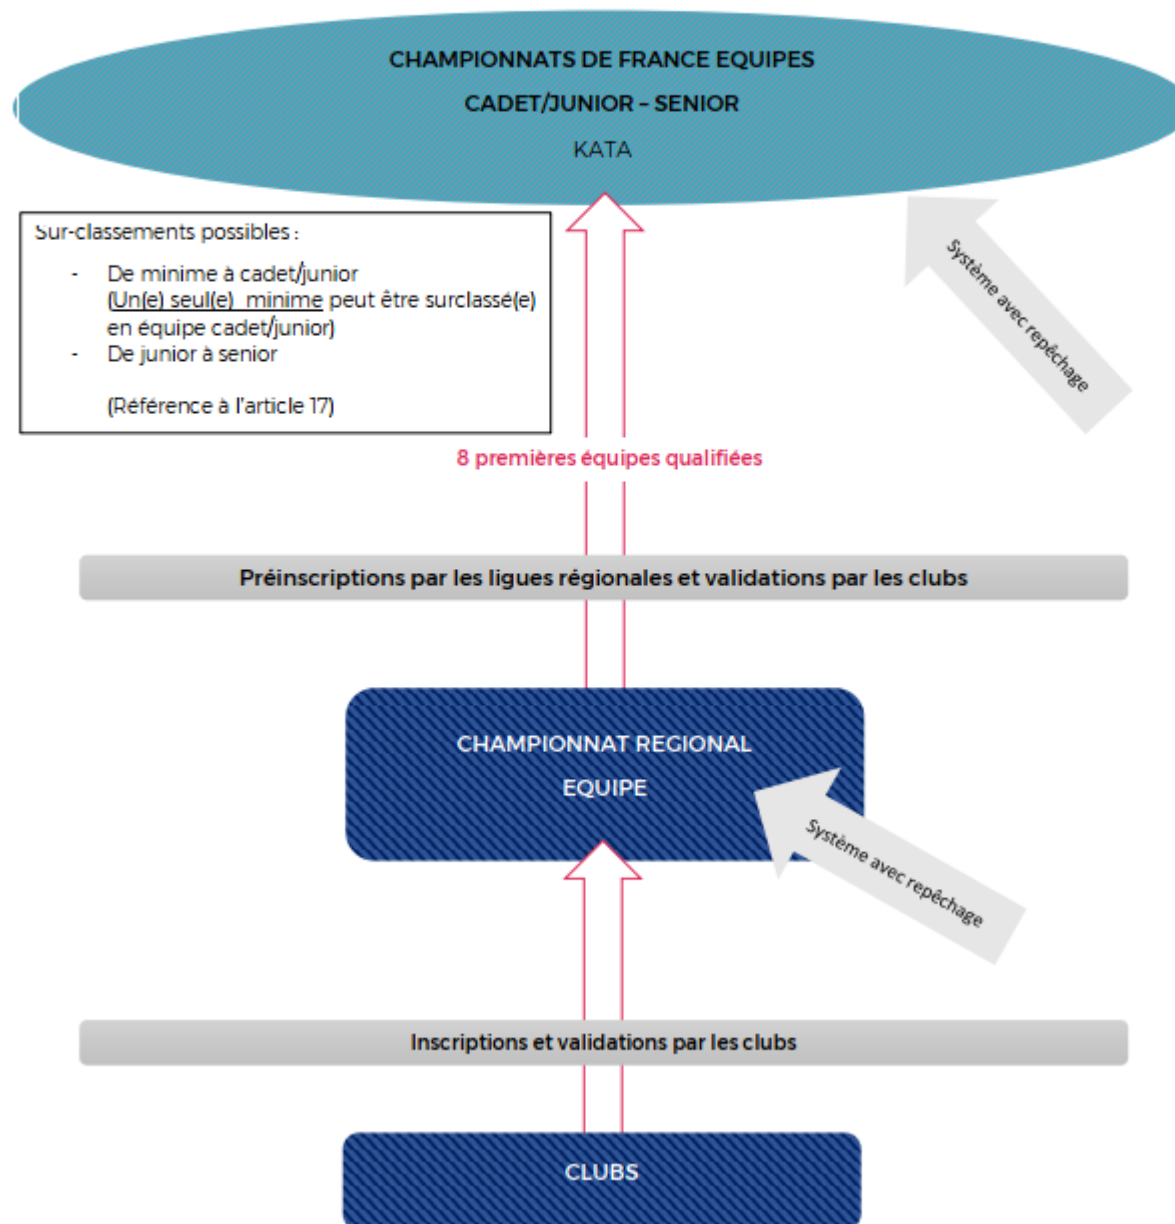 CHAMPIONNATS DE FRANCE EQUIPES
CADET/JUNIOR – SENIOR
KATA
Système avec repêchage
Sur-classements possibles :
- De minime à cadet/junior
(Un(e) seul(e) minime peut être surclassé(e)
en équipe cadet/junior)
- De junior à senior
(Référence à l'article 17)
8 premières équipes qualifiées
Préinscriptions par les ligues régionales et validations par les clubs
CHAMPIONNAT REGIONAL
EQUIPE
Système avec repêchage
Inscriptions et validations par les clubs
CLUBS